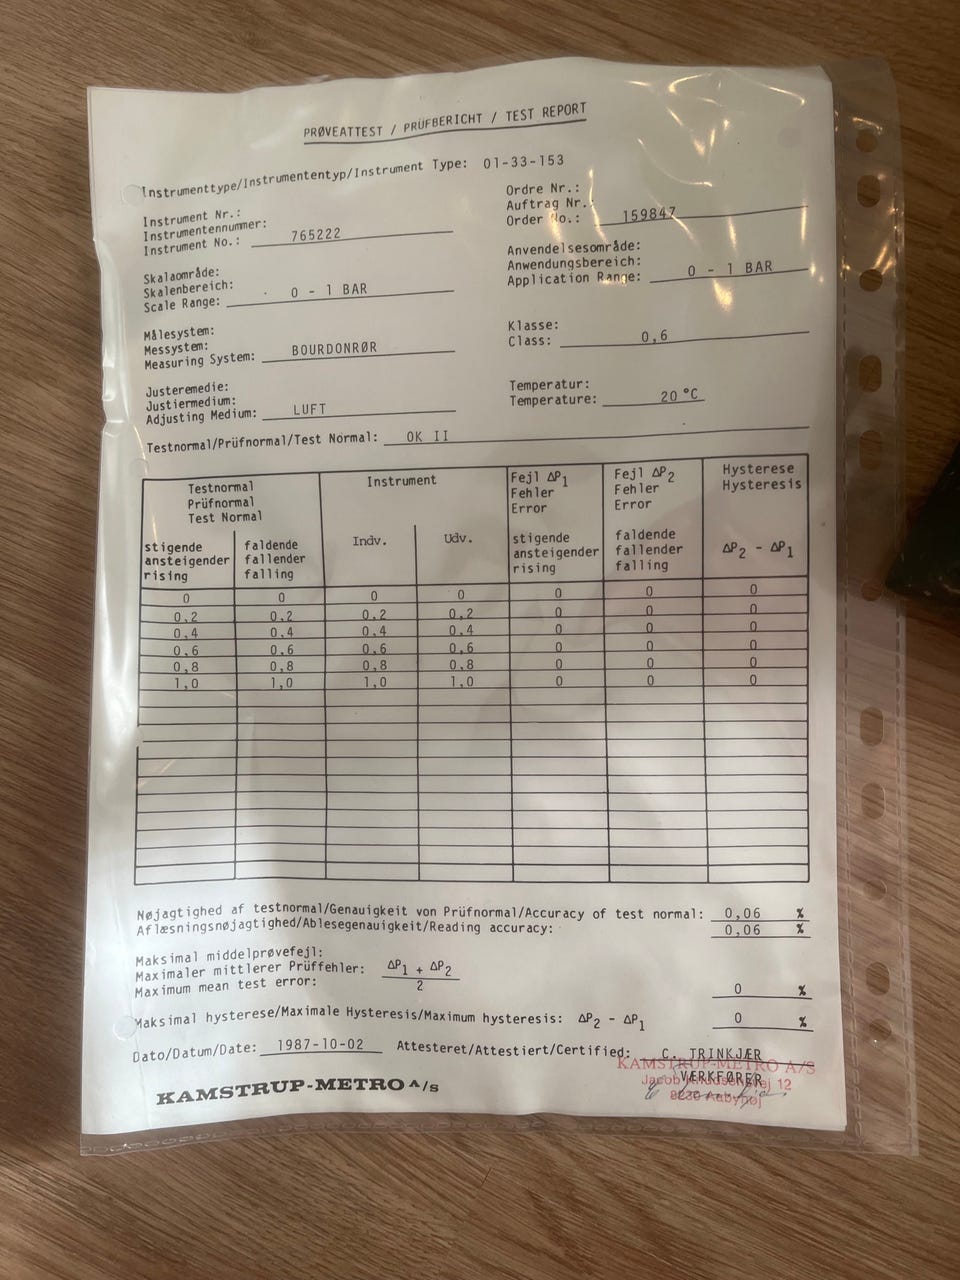 PRØVEATTEST / PRÜFBERICHT / TEST REPORT
Instrumenttype/Instrumententyp/Instrument Type: 01-33-153
Instrument Nr.:
Instrumentennummer:
Instrument No.: 765222
Ordre Nr.:
Auftrag Nr.:
Order No.: 159847
Skalaområde:
Skalenbereich:
Scale Range: 0 - 1 BAR
Anvendelsesområde:
Anwendungsbereich:
Application Range: 0 - 1 BAR
Målesystem:
Messystem:
Measuring System: BOURDONRØR
Klasse:
Class: 0,6
Justeremedie:
Justiermedium:
Adjusting Medium: LUFT
Temperatur:
Temperature: 20 °C
Testnormal/Prüfnormal/Test Normal: OK II
Testnormal
Prüfnormal
Test Normal
Instrument
Fejl ΔP1
Fehler
Error
Fejl ΔP2
Fehler
Error
Hysterese
Hysteresis
stigende
ansteigender
rising
faldende
fallender
falling
Indv.
Udv.
stigende
ansteigender
rising
faldende
fallender
falling
ΔP2 - ΔP1
0 0 0 0 0 0 0
0,2 0,2 0,2 0,2 0 0 0
0,4 0,4 0,4 0,4 0 0 0
0,6 0,6 0,6 0,6 0 0 0
0,8 0,8 0,8 0,8 0 0 0
1,0 1,0 1,0 1,0 0 0 0
Nøjagtighed af testnormal/Genauigkeit von Prüfnormal/Accuracy of test normal: 0,06 %
Aflæsningsnøjagtighed/Ablesegenauigkeit/Reading accuracy: 0,06 %
Maksimal middelprøvefejl:
Maximaler mittlerer Prüffehler: ΔP1 + ΔP2
2
Maximum mean test error: 0 %
Maksimal hysterese/Maximale Hysteresis/Maximum hysteresis: ΔP2 - ΔP1 0 %
Dato/Datum/Date: 1987-10-02 Attesteret/Attestiert/Certified: C. TRINKJÆR
KAMSTRUP-METRO A/S
VÆRKFØRER
Jacob Knudsens Vej 12
8230 Aabyhøj
KAMSTRUP-METRO A/S